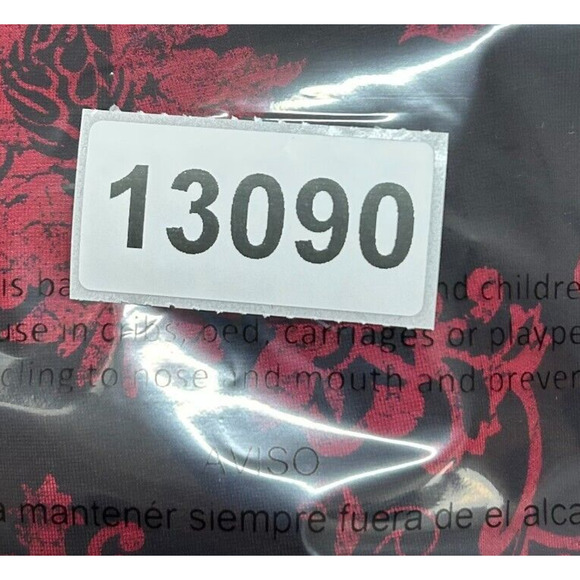 13090
is ba nd childre
use in cribs, bed, carriages or plaype
cling to nose and mouth and preven
AVISO
a mantenér siempre fuera de el alca